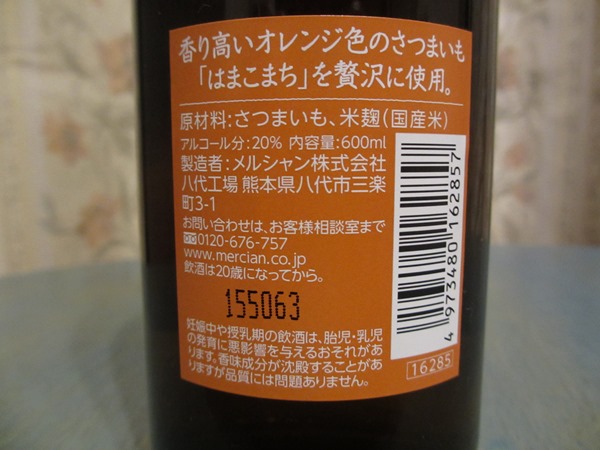 香り高いオレンジ色のさつまいも
「はまこまち」を贅沢に使用。
原材料:さつまいも、米麹(国産米)
アルコール分:20% 内容量:600ml
製造者:メルシャン株式会社
八代工場 熊本県八代市三楽
町3-1
お問い合わせは、お客様相談室まで
0120-676-757
www.mercian.co.jp
飲酒は20歳になってから。
155063
妊娠中や授乳期の飲酒は、胎児・乳児
の発育に悪影響を与えるおそれがあ
ります。香味成分が沈殿することがあ
りますが品質には問題ありません。
4 973480 162857
16285